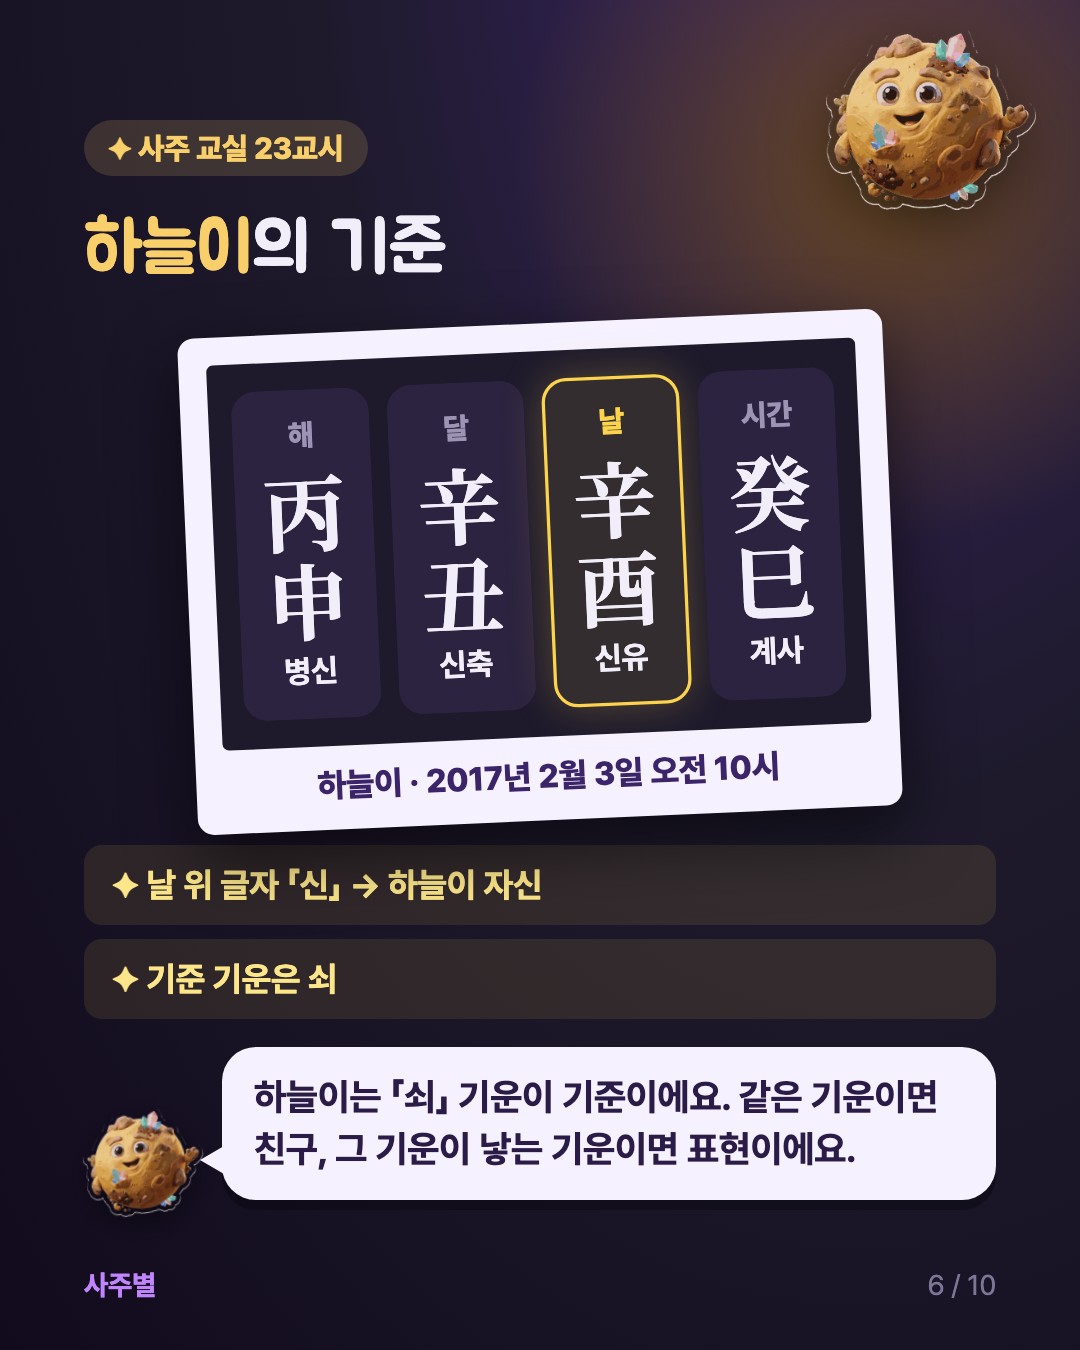 ✦ 사주 교실 23교시
하늘이의 기준
해 달 날 시간
丙 辛 辛 癸
申 丑 酉 巳
병신 신축 신유 계사
하늘이 · 2017년 2월 3일 오전 10시
✦ 날 위 글자 「신」 → 하늘이 자신
✦ 기준 기운은 쇠
하늘이는 「쇠」 기운이 기준이에요. 같은 기운이면
친구, 그 기운이 낳는 기운이면 표현이에요.
사주별
6 / 10